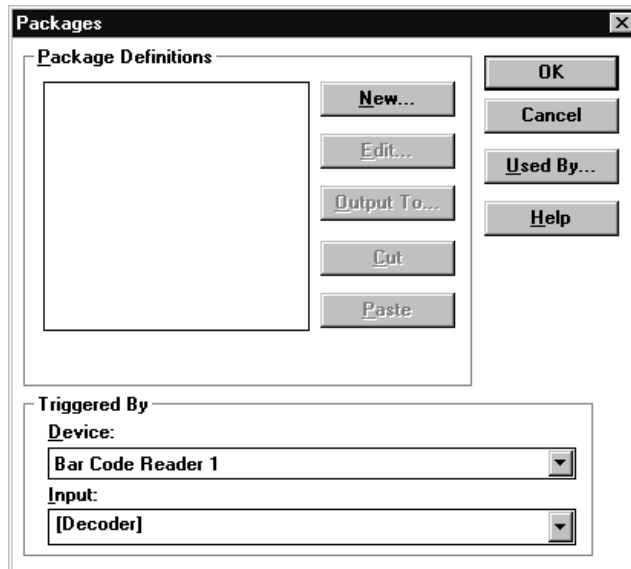 Packages
Package Definitions
New...
Edit...
Output To...
Cut
Paste
OK
Cancel
Used By...
Help
Triggered By
Device:
Bar Code Reader 1
Input:
[Decoder]